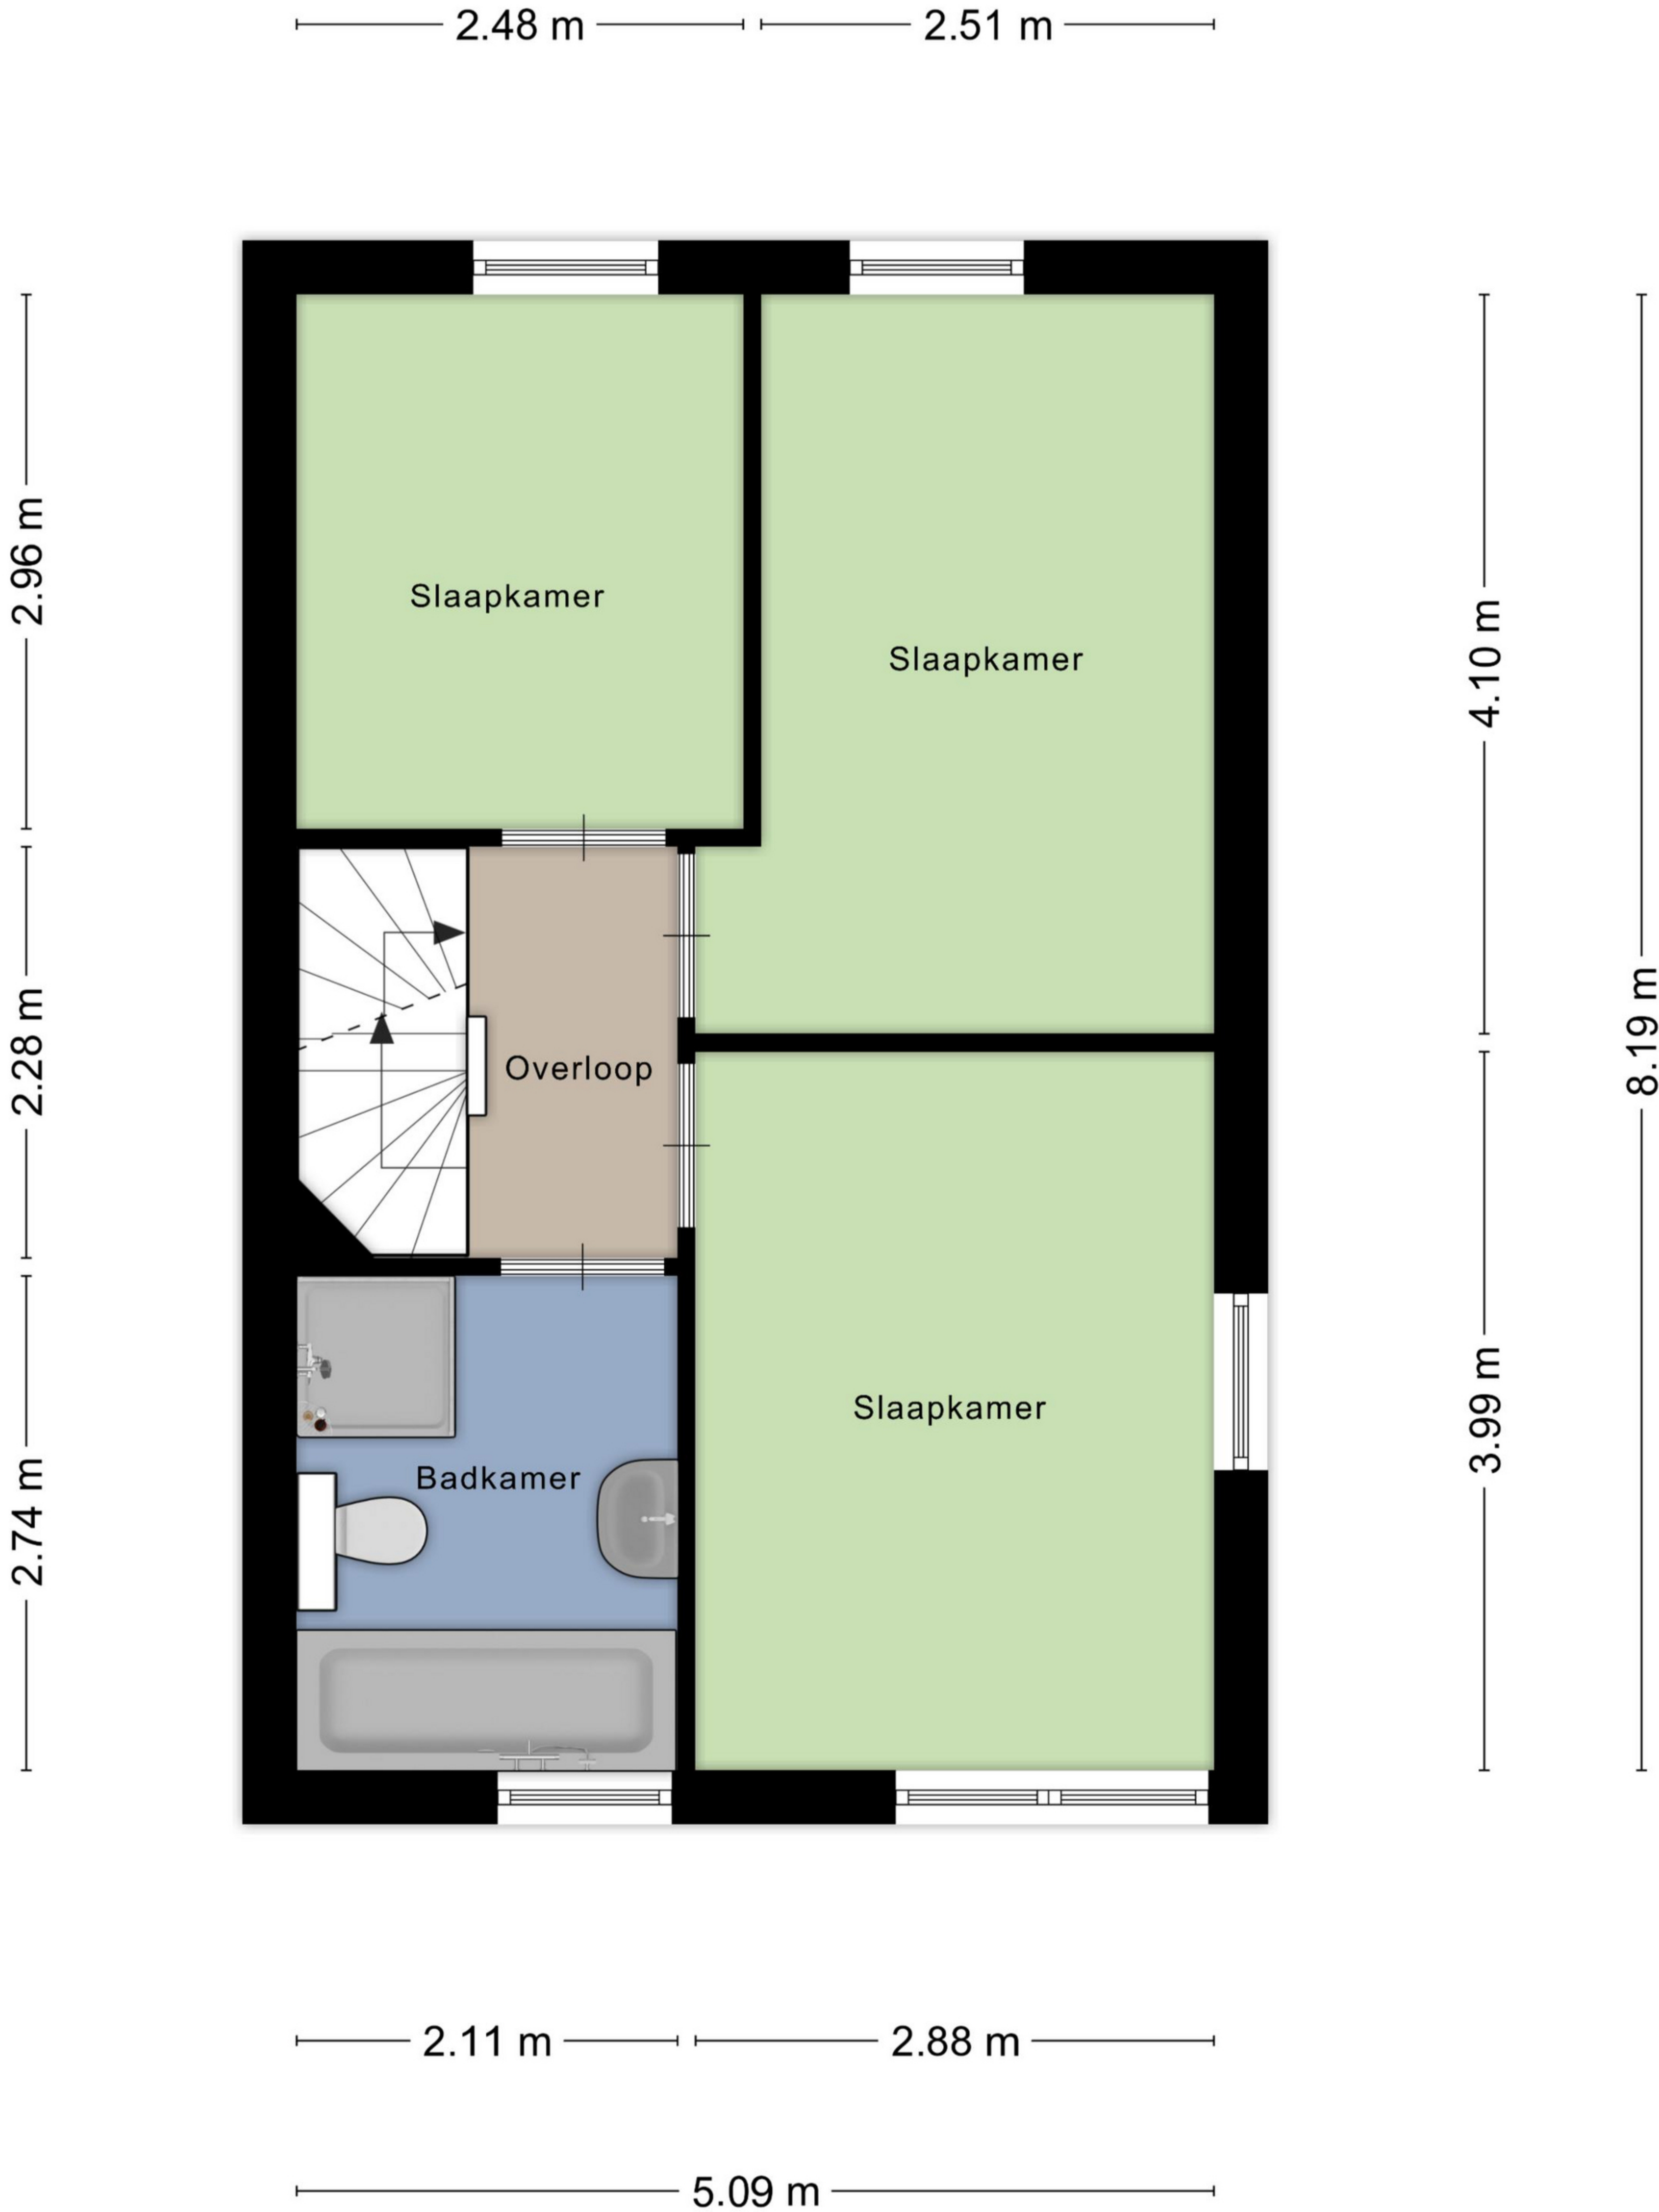 2.48 m
2.51 m
2.96 m
Slaapkamer
Slaapkamer
4.10 m
8.19 m
2.28 m
Overloop
3.99 m
Slaapkamer
Badkamer
2.74 m
2.11 m
2.88 m
5.09 m